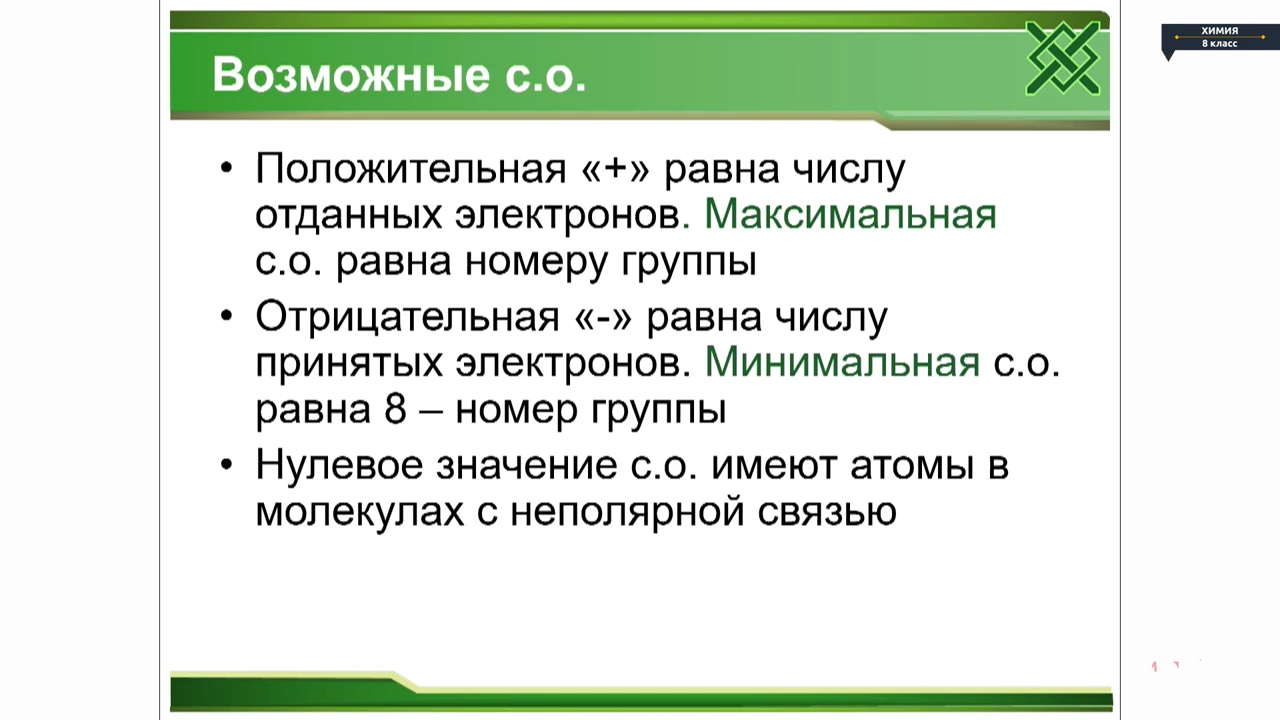 Возможные с.о.
ХИМИЯ
8 класс
• Положительная «+» равна числу
отданных электронов. Максимальная
с.о. равна номеру группы
• Отрицательная «-» равна числу
принятых электронов. Минимальная с.о.
равна 8 – номер группы
• Нулевое значение с.о. имеют атомы в
молекулах с неполярной связью